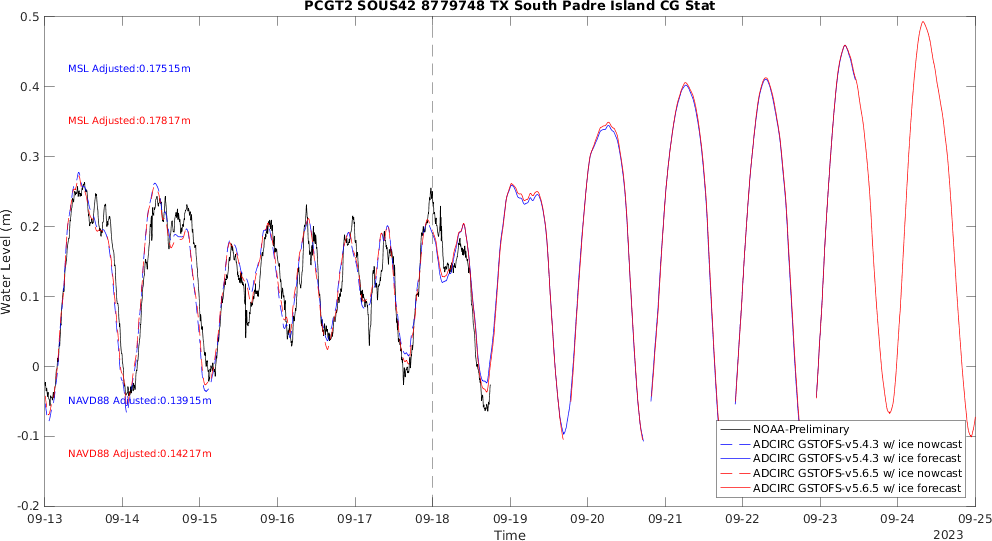 PCGT2 SOUS42 8779748 TX South Padre Island CG Stat
0.5
0.4
0.3
0.2
0.1
0
-0.1
-0.2
Water Level (m)
MSL Adjusted:0.17515m
MSL Adjusted:0.17817m
NAVD88 Adjusted:0.13915m
NAVD88 Adjusted:0.14217m
NOAA-Preliminary
ADCIRC GSTOFS-v5.4.3 w/ ice nowcast
ADCIRC GSTOFS-v5.4.3 w/ ice forecast
ADCIRC GSTOFS-v5.6.5 w/ ice nowcast
ADCIRC GSTOFS-v5.6.5 w/ ice forecast
09-13 09-14 09-15 09-16 09-17 09-18 09-19 09-20 09-21 09-22 09-23 09-24 09-25
Time
2023